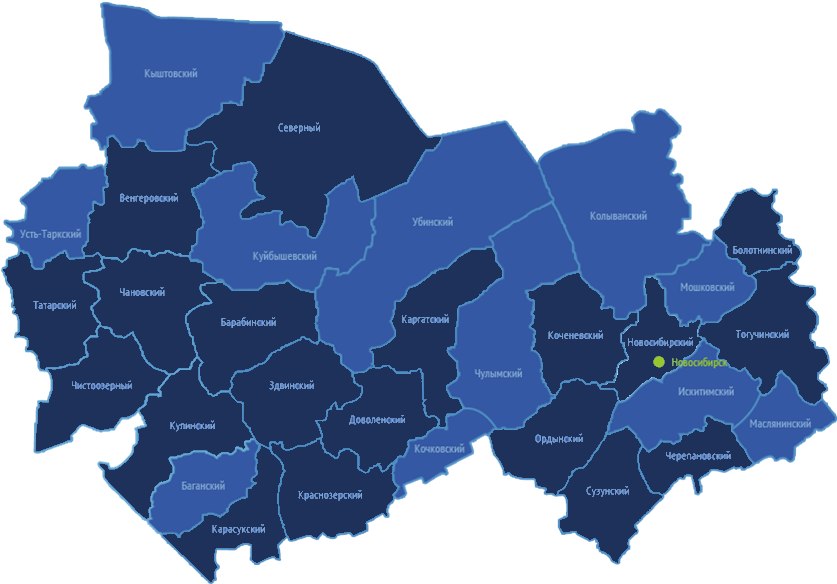 Кыштовский
Северный
Венгеровский
Убинский
Колыванский
Усть-Таркский
Куйбышевский
Болотнинский
Мошковский
Чановский
Татарский
Барабинский
Каргатский
Коченевский
Новосибирский
Тогучинский
Новосибирск
Чулымский
Чистоозерный
Здвинский
Искитимский
Доволенский
Маслянинский
Купинский
Ордынский
Кочковский
Черепановский
Баганский
Краснозерский
Сузунский
Карасукский